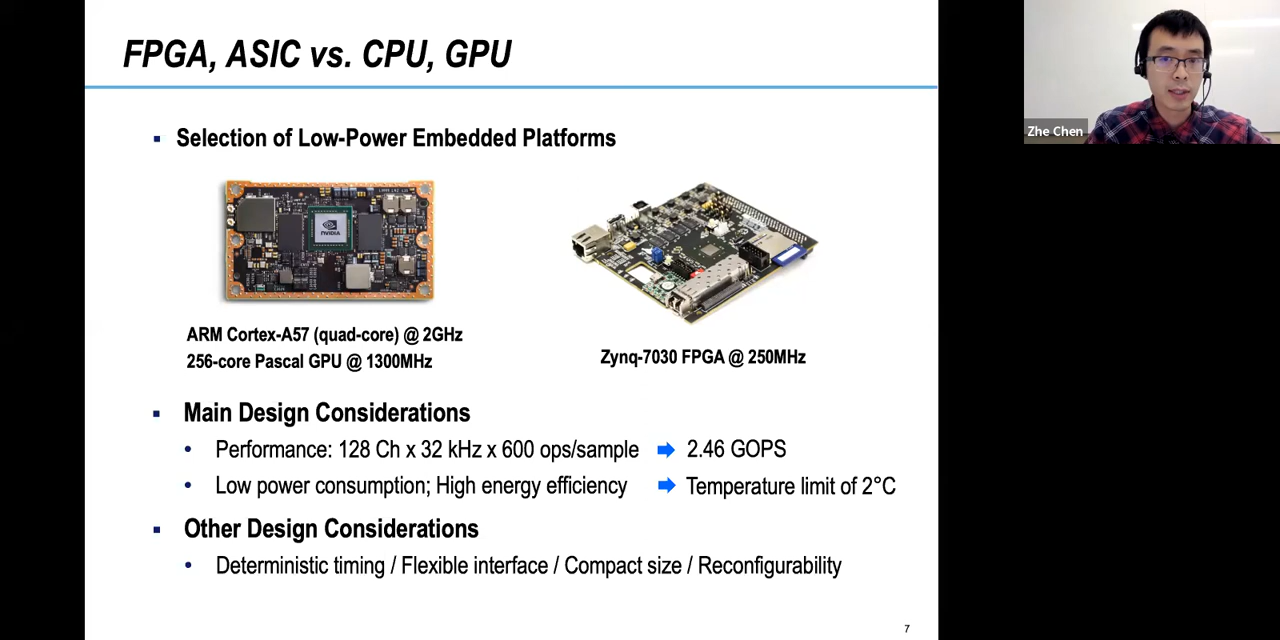 FPGA, ASIC vs. CPU, GPU
Zhe Chen
▪ Selection of Low-Power Embedded Platforms
NVIDIA
ARM Cortex-A57 (quad-core) @ 2GHz
256-core Pascal GPU @ 1300MHz
Zynq-7030 FPGA @ 250MHz
▪ Main Design Considerations
• Performance: 128 Ch x 32 kHz x 600 ops/sample ➡ 2.46 GOPS
• Low power consumption; High energy efficiency ➡ Temperature limit of 2°C
▪ Other Design Considerations
• Deterministic timing / Flexible interface / Compact size / Reconfigurability
7